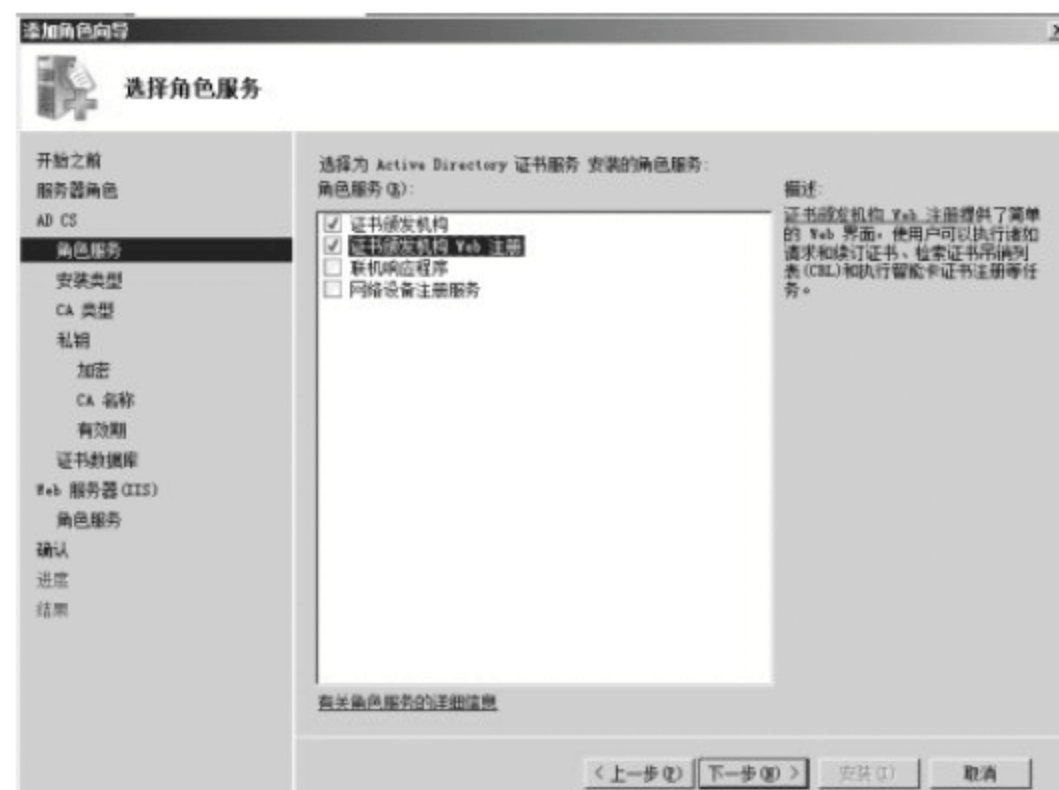 添加角色向导
选择角色服务
开始之前
服务器角色
AD CS
角色服务
安装类型
CA 类型
私钥
加密
CA 名称
有效期
证书数据库
Web 服务器(IIS)
角色服务
确认
进度
结果
选择为 Active Directory 证书服务 安装的角色服务:
角色服务(R):
证书颁发机构
证书颁发机构 Web 注册
联机响应程序
网络设备注册服务
有关角色服务的详细信息
描述:
证书颁发机构 Web 注册提供了简单
的 Web 界面，使用户可以执行诸如
请求和续订证书、检索证书吊销列
表(CRL)和执行智能卡证书注册等任
务。
<上一步(P)
下一步(N) >
安装(I)
取消